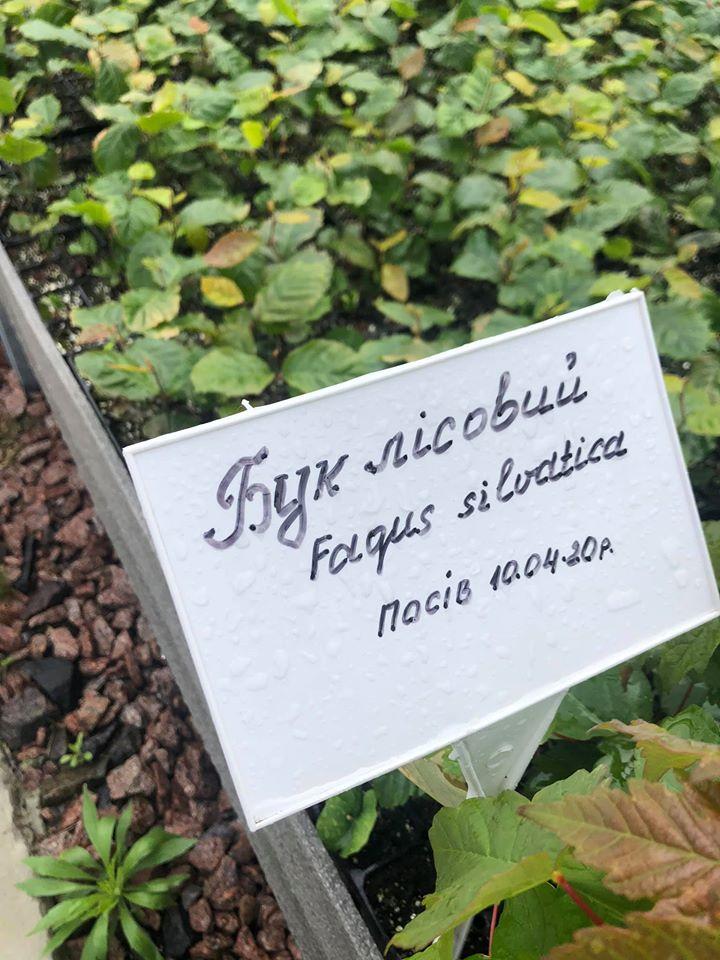 Бук лісовий
Fagus silvatica
Посів 10.04.20р.